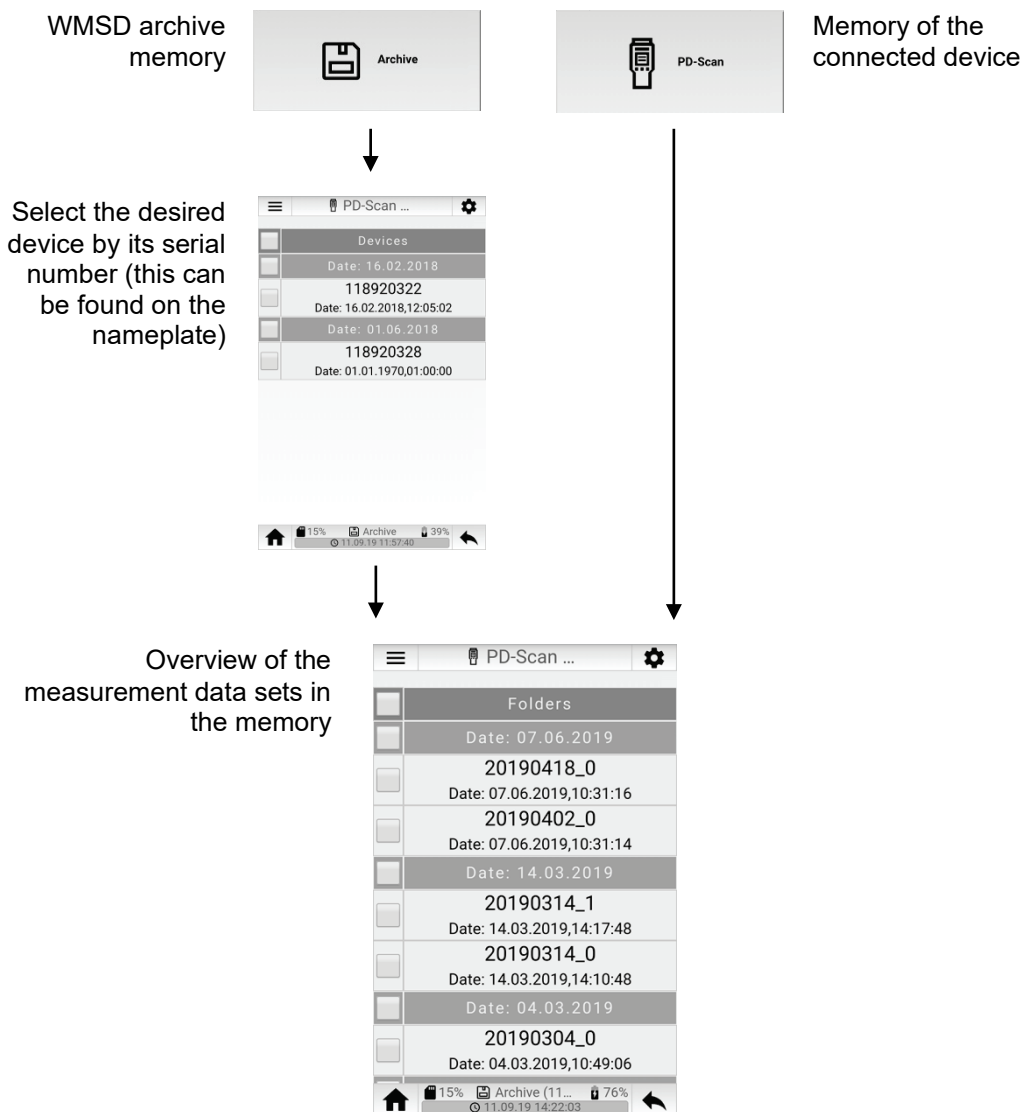 WMSD archive
memory
Archive
PD-Scan
Memory of the
connected device
Select the desired
device by its serial
number (this can
be found on the
nameplate)
PD-Scan ...
Devices
Date: 16.02.2018
118920322
Date: 16.02.2018,12:05:02
Date: 01.06.2018
118920328
Date: 01.01.1970,01:00:00
15% Archive 39%
11.09.19 11:57:40
Overview of the
measurement data sets in
the memory
PD-Scan ...
Folders
Date: 07.06.2019
20190418_0
Date: 07.06.2019,10:31:16
20190402_0
Date: 07.06.2019,10:31:14
Date: 14.03.2019
20190314_1
Date: 14.03.2019,14:17:48
20190314_0
Date: 14.03.2019,14:10:48
Date: 04.03.2019
20190304_0
Date: 04.03.2019,10:49:06
15% Archive (11... 76%
11.09.19 14:22:03